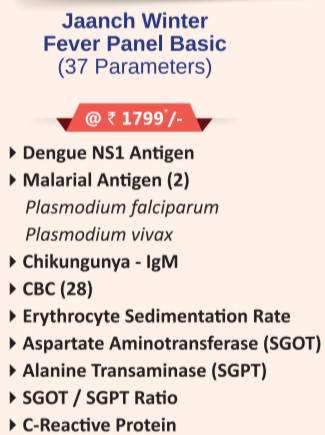 Jaanch Winter
Fever Panel Basic
(37 Parameters)
@ ₹ 1799*/-
Dengue NS1 Antigen
Malarial Antigen (2)
Plasmodium falciparum
Plasmodium vivax
Chikungunya - IgM
CBC (28)
Erythrocyte Sedimentation Rate
Aspartate Aminotransferase (SGOT)
Alanine Transaminase (SGPT)
SGOT / SGPT Ratio
C-Reactive Protein